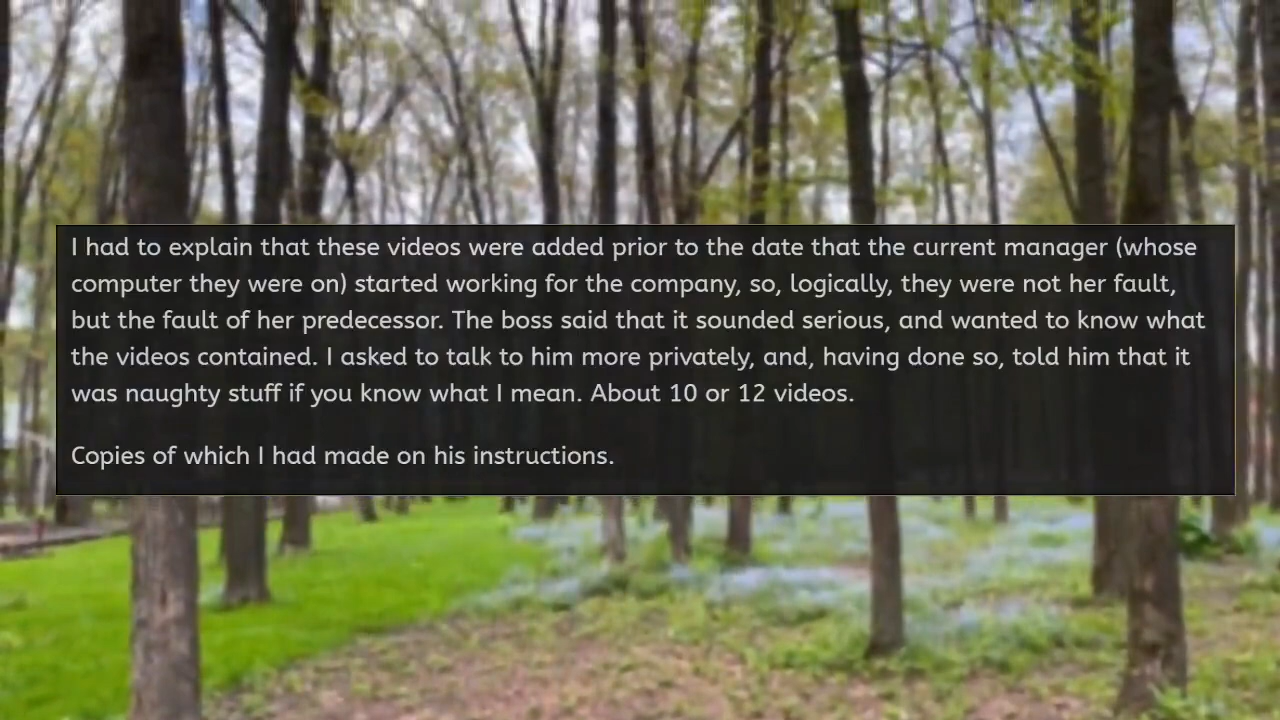 I had to explain that these videos were added prior to the date that the current manager (whose
computer they were on) started working for the company, so, logically, they were not her fault,
but the fault of her predecessor. The boss said that it sounded serious, and wanted to know what
the videos contained. I asked to talk to him more privately, and, having done so, told him that it
was naughty stuff if you know what I mean. About 10 or 12 videos.
Copies of which I had made on his instructions.